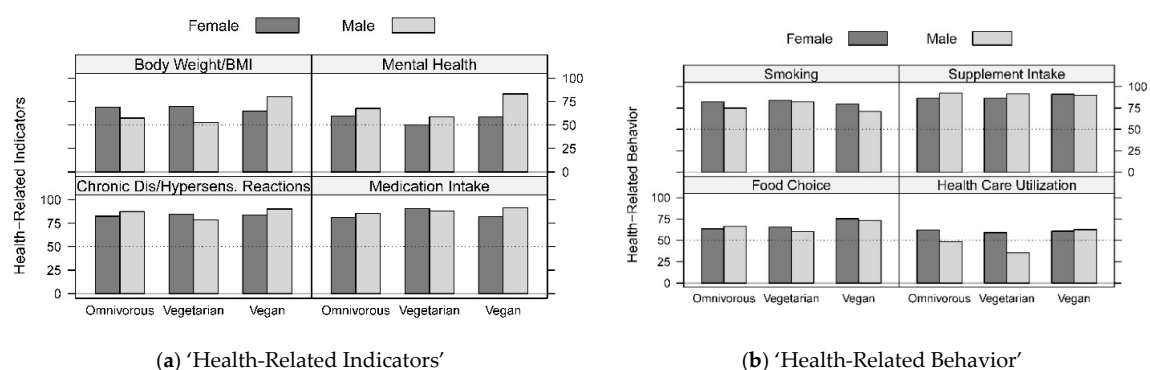 Female Male
Body Weight/BMI Mental Health
100
75
50
25
0
Chronic Dis/Hypersens. Reactions Medication Intake
100
75
50
25
0
Health−Related Indicators
Omnivorous Vegetarian Vegan Omnivorous Vegetarian Vegan
(a) ‘Health-Related Indicators’
Female Male
Smoking Supplement Intake
100
75
50
25
0
Food Choice Health Care Utilization
100
75
50
25
0
Health−Related Behavior
Omnivorous Vegetarian Vegan Omnivorous Vegetarian Vegan
(b) ‘Health-Related Behavior’